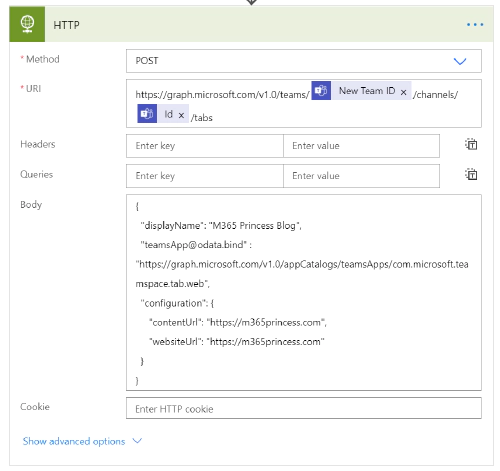 HTTP
* Method
POST
* URI
https://graph.microsoft.com/v1.0/teams/ New Team ID x /channels/
Id x /tabs
Headers
Enter key Enter value
Queries
Enter key Enter value
Body
{
"displayName": "M365 Princess Blog",
"teamsApp@odata.bind" :
"https://graph.microsoft.com/v1.0/appCatalogs/teamsApps/com.microsoft.tea
mspace.tab.web",
"configuration": {
"contentUrl": "https://m365princess.com",
"websiteUrl": "https://m365princess.com"
}
}
Cookie
Enter HTTP cookie
Show advanced options